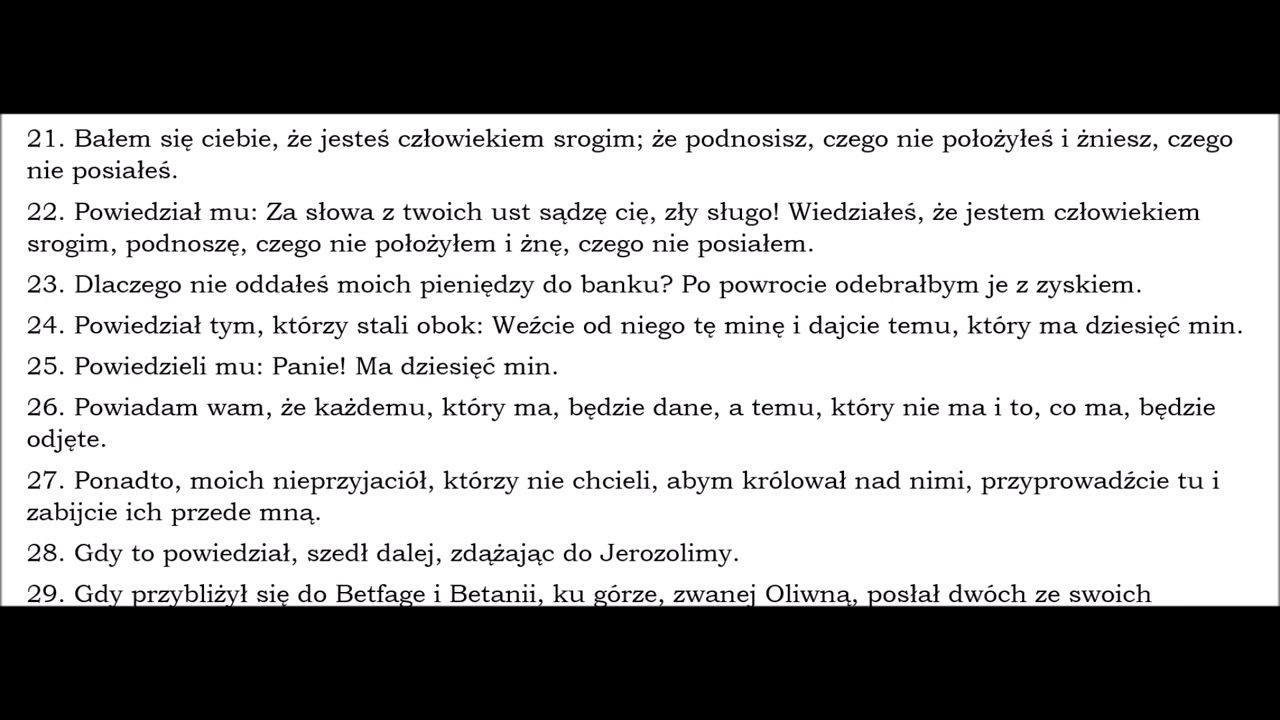 21. Bałem się ciebie, że jesteś człowiekiem srogim; że podnosisz, czego nie położyłeś i żniesz, czego
nie posiałeś.
22. Powiedział mu: Za słowa z twoich ust sądzę cię, zły sługo! Wiedziałeś, że jestem człowiekiem
srogim, podnoszę, czego nie położyłem i żnę, czego nie posiałem.
23. Dlaczego nie oddałeś moich pieniędzy do banku? Po powrocie odebrałbym je z zyskiem.
24. Powiedział tym, którzy stali obok: Weźcie od niego tę minę i dajcie temu, który ma dziesięć min.
25. Powiedzieli mu: Panie! Ma dziesięć min.
26. Powiadam wam, że każdemu, który ma, będzie dane, a temu, który nie ma i to, co ma, będzie
odjęte.
27. Ponadto, moich nieprzyjaciół, którzy nie chcieli, abym królował nad nimi, przyprowadźcie tu i
zabijcie ich przede mną.
28. Gdy to powiedział, szedł dalej, zdążając do Jerozolimy.
29. Gdy przybliżył się do Betfage i Betanii, ku górze, zwanej Oliwną, posłał dwóch ze swoich